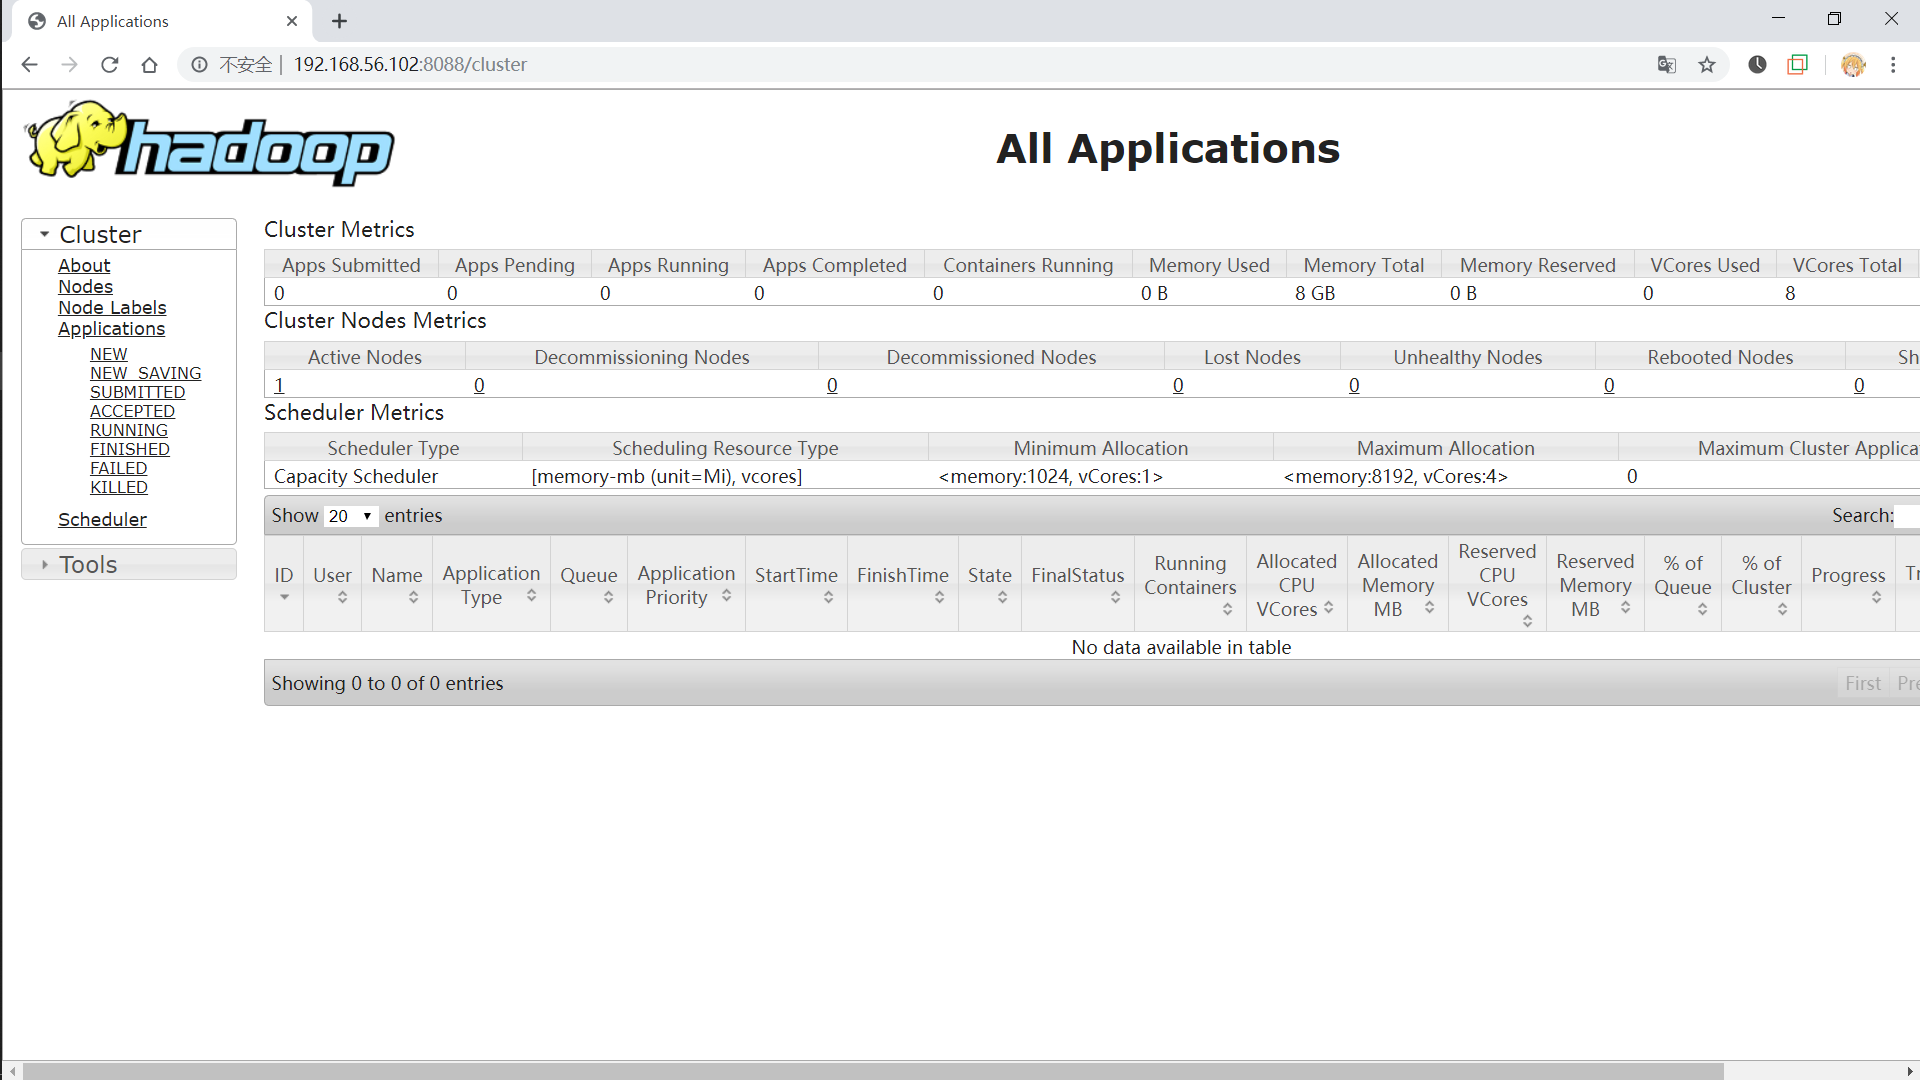 All Applications
不安全 | 192.168.56.102:8088/cluster
hadoop
All Applications
Cluster
About
Nodes
Node Labels
Applications
NEW
NEW_SAVING
SUBMITTED
ACCEPTED
RUNNING
FINISHED
FAILED
KILLED
Scheduler
Tools
Cluster Metrics
Apps Submitted Apps Pending Apps Running Apps Completed Containers Running Memory Used Memory Total Memory Reserved VCores Used VCores Total
0 0 0 0 0 0 B 8 GB 0 B 0 8
Cluster Nodes Metrics
Active Nodes Decommissioning Nodes Decommissioned Nodes Lost Nodes Unhealthy Nodes Rebooted Nodes Sh
1 0 0 0 0 0 0
Scheduler Metrics
Scheduler Type Scheduling Resource Type Minimum Allocation Maximum Allocation Maximum Cluster Applica
Capacity Scheduler [memory-mb (unit=Mi), vcores] <memory:1024, vCores:1> <memory:8192, vCores:4> 0
Show 20 entries Search:
ID User Name Application Type Queue Application Priority StartTime FinishTime State FinalStatus Running Containers Allocated CPU VCores Allocated Memory MB Reserved CPU VCores Reserved Memory MB % of Queue % of Cluster Progress Tr
No data available in table
Showing 0 to 0 of 0 entries First Pre